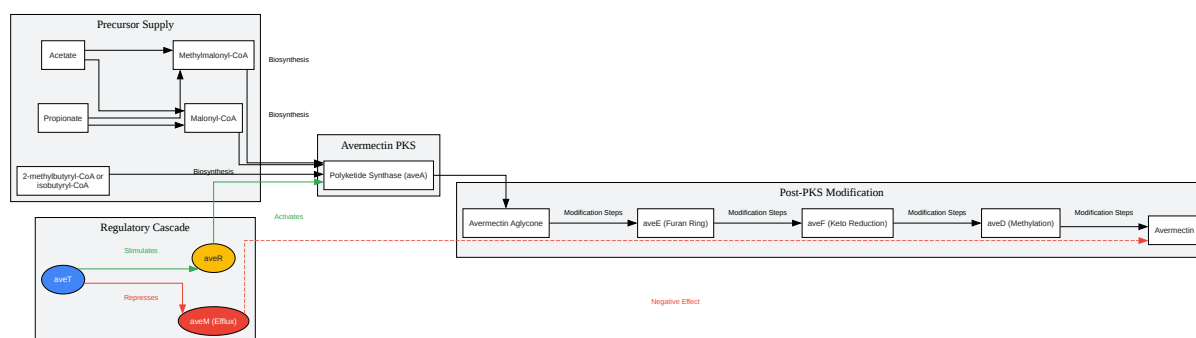 Precursor Supply
Acetate
Methylmalonyl-CoA
Biosynthesis
Propionate
Malonyl-CoA
Biosynthesis
2-methylbutyryl-CoA or
isobutyryl-CoA
Biosynthesis
Avermectin PKS
Polyketide Synthase (aveA)
Post-PKS Modification
Avermectin Aglycone
Modification Steps
aveE (Furan Ring)
Modification Steps
aveF (Keto Reduction)
Modification Steps
aveD (Methylation)
Modification Steps
Avermectin
Activates
Regulatory Cascade
Stimulates
aveR
aveT
Represses
aveM (Efflux)
Negative Effect